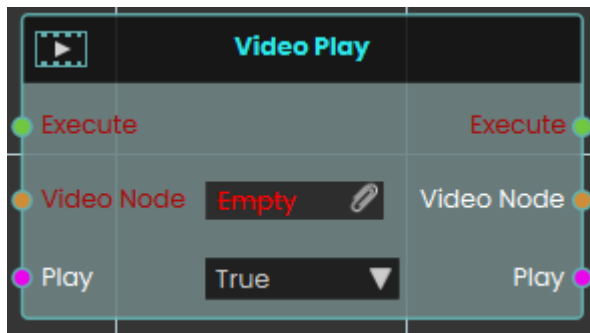 Video Play
Execute Execute
Video Node Empty Video Node
Play True Play